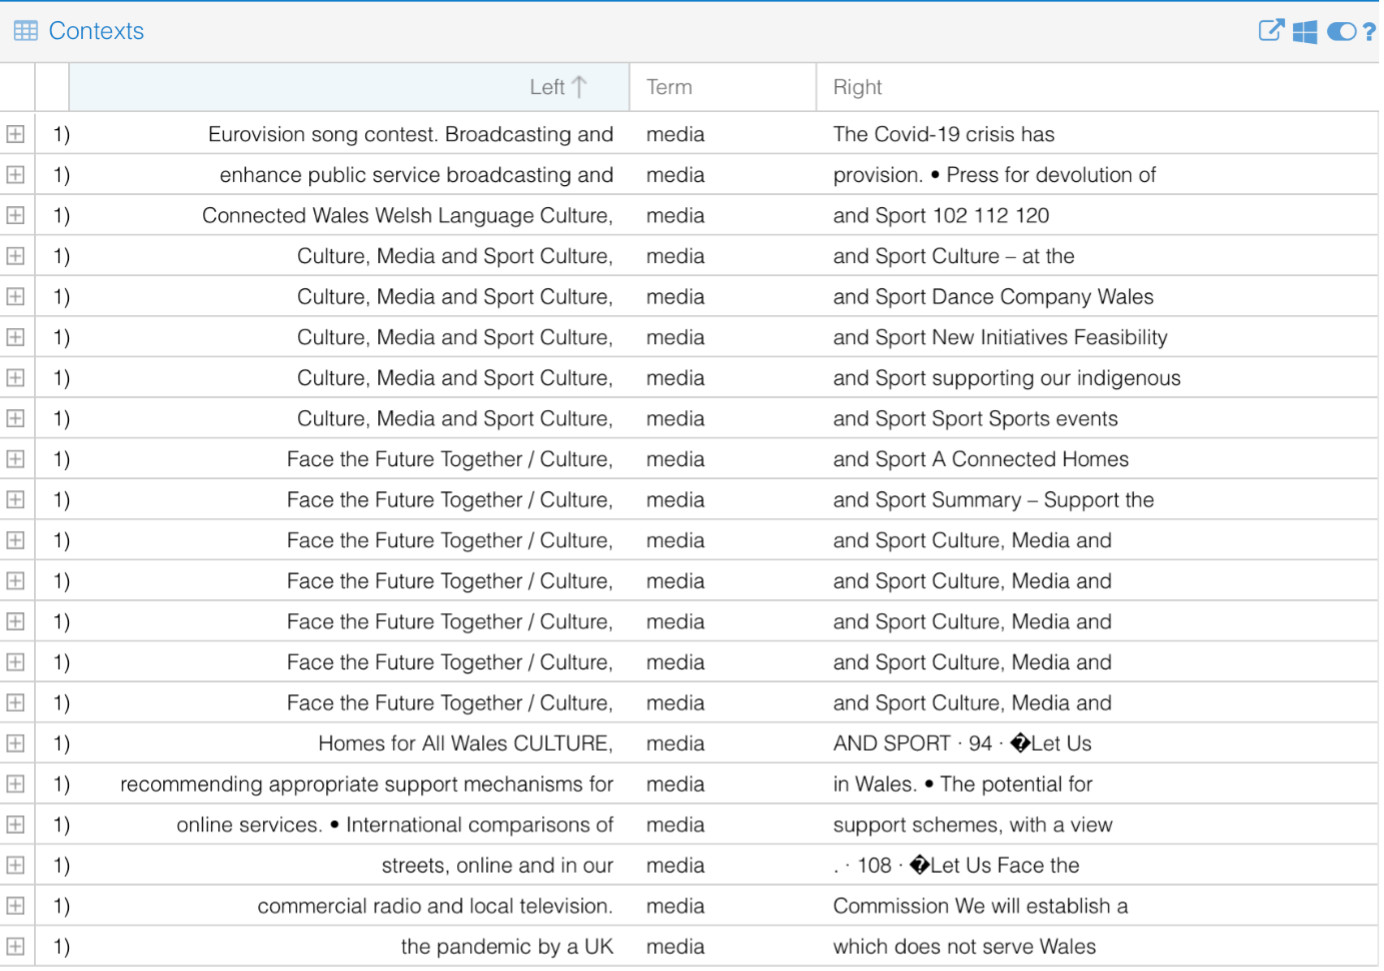 Contexts ?
Left ↑ Term Right
1) Eurovision song contest. Broadcasting and media The Covid-19 crisis has
1) enhance public service broadcasting and media provision. • Press for devolution of
1) Connected Wales Welsh Language Culture, media and Sport 102 112 120
1) Culture, Media and Sport Culture, media and Sport Culture – at the
1) Culture, Media and Sport Culture, media and Sport Dance Company Wales
1) Culture, Media and Sport Culture, media and Sport New Initiatives Feasibility
1) Culture, Media and Sport Culture, media and Sport supporting our indigenous
1) Culture, Media and Sport Culture, media and Sport Sport Sports events
1) Face the Future Together / Culture, media and Sport A Connected Homes
1) Face the Future Together / Culture, media and Sport Summary – Support the
1) Face the Future Together / Culture, media and Sport Culture, Media and
1) Face the Future Together / Culture, media and Sport Culture, Media and
1) Face the Future Together / Culture, media and Sport Culture, Media and
1) Face the Future Together / Culture, media and Sport Culture, Media and
1) Face the Future Together / Culture, media and Sport Culture, Media and
1) Homes for All Wales CULTURE, media AND SPORT · 94 · �Let Us
1) recommending appropriate support mechanisms for media in Wales. • The potential for
1) online services. • International comparisons of media support schemes, with a view
1) streets, online and in our media . · 108 · �Let Us Face the
1) commercial radio and local television. media Commission We will establish a
1) the pandemic by a UK media which does not serve Wales